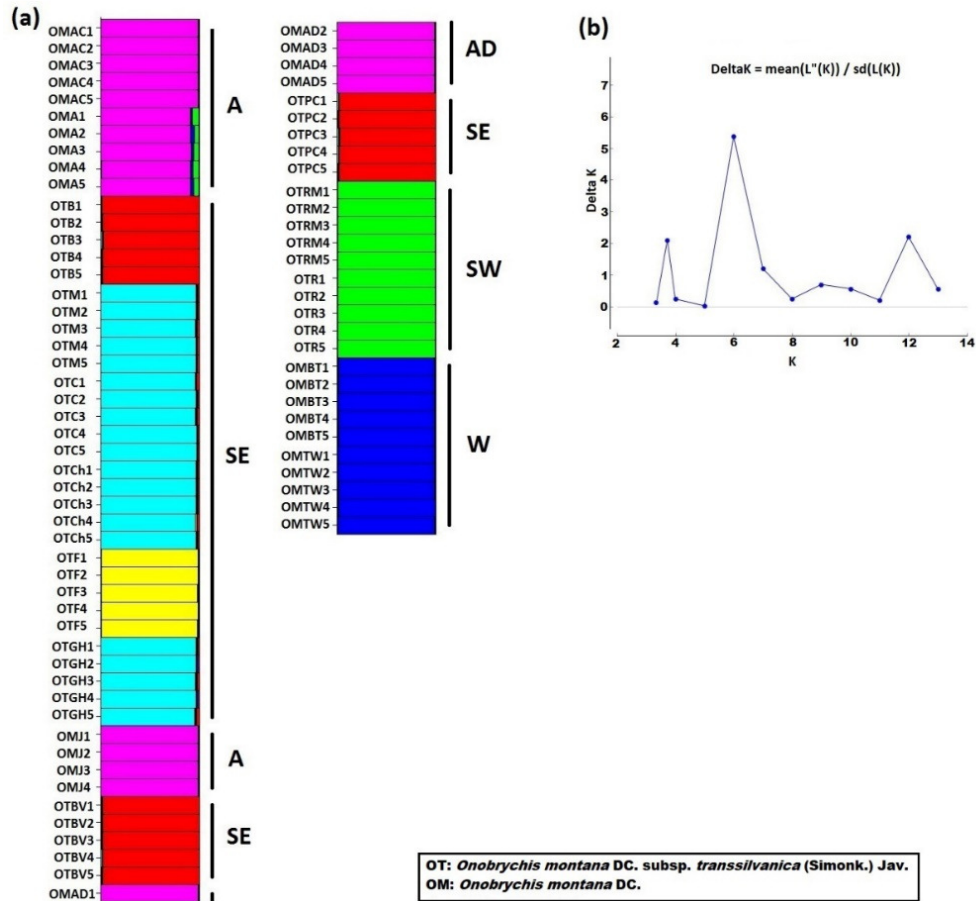 (a)
OMAC1
OMAC2
OMAC3
OMAC4
OMAC5
OMA1
OMA2
OMA3
OMA4
OMA5
A
OTB1
OTB2
OTB3
OTB4
OTB5
OTM1
OTM2
OTM3
OTM4
OTM5
OTC1
OTC2
OTC3
OTC4
OTC5
OTCh1
OTCh2
OTCh3
OTCh4
OTCh5
OTF1
OTF2
OTF3
OTF4
OTF5
OTGH1
OTGH2
OTGH3
OTGH4
OTGH5
SE
OMJ1
OMJ2
OMJ3
OMJ4
A
OTBV1
OTBV2
OTBV3
OTBV4
OTBV5
SE
OMAD1
OMAD2
OMAD3
OMAD4
OMAD5
AD
OTPC1
OTPC2
OTPC3
OTPC4
OTPC5
SE
OTRM1
OTRM2
OTRM3
OTRM4
OTRM5
OTR1
OTR2
OTR3
OTR4
OTR5
SW
OMBT1
OMBT2
OMBT3
OMBT4
OMBT5
OMTW1
OMTW2
OMTW3
OMTW4
OMTW5
W
(b)
DeltaK = mean(L"(K)) / sd(L(K))
Delta K
7
6
5
4
3
2
1
0
2 4 6 8 10 12 14
K
OT: Onobrychis montana DC. subsp. transsilvanica (Simonk.) Jav.
OM: Onobrychis montana DC.